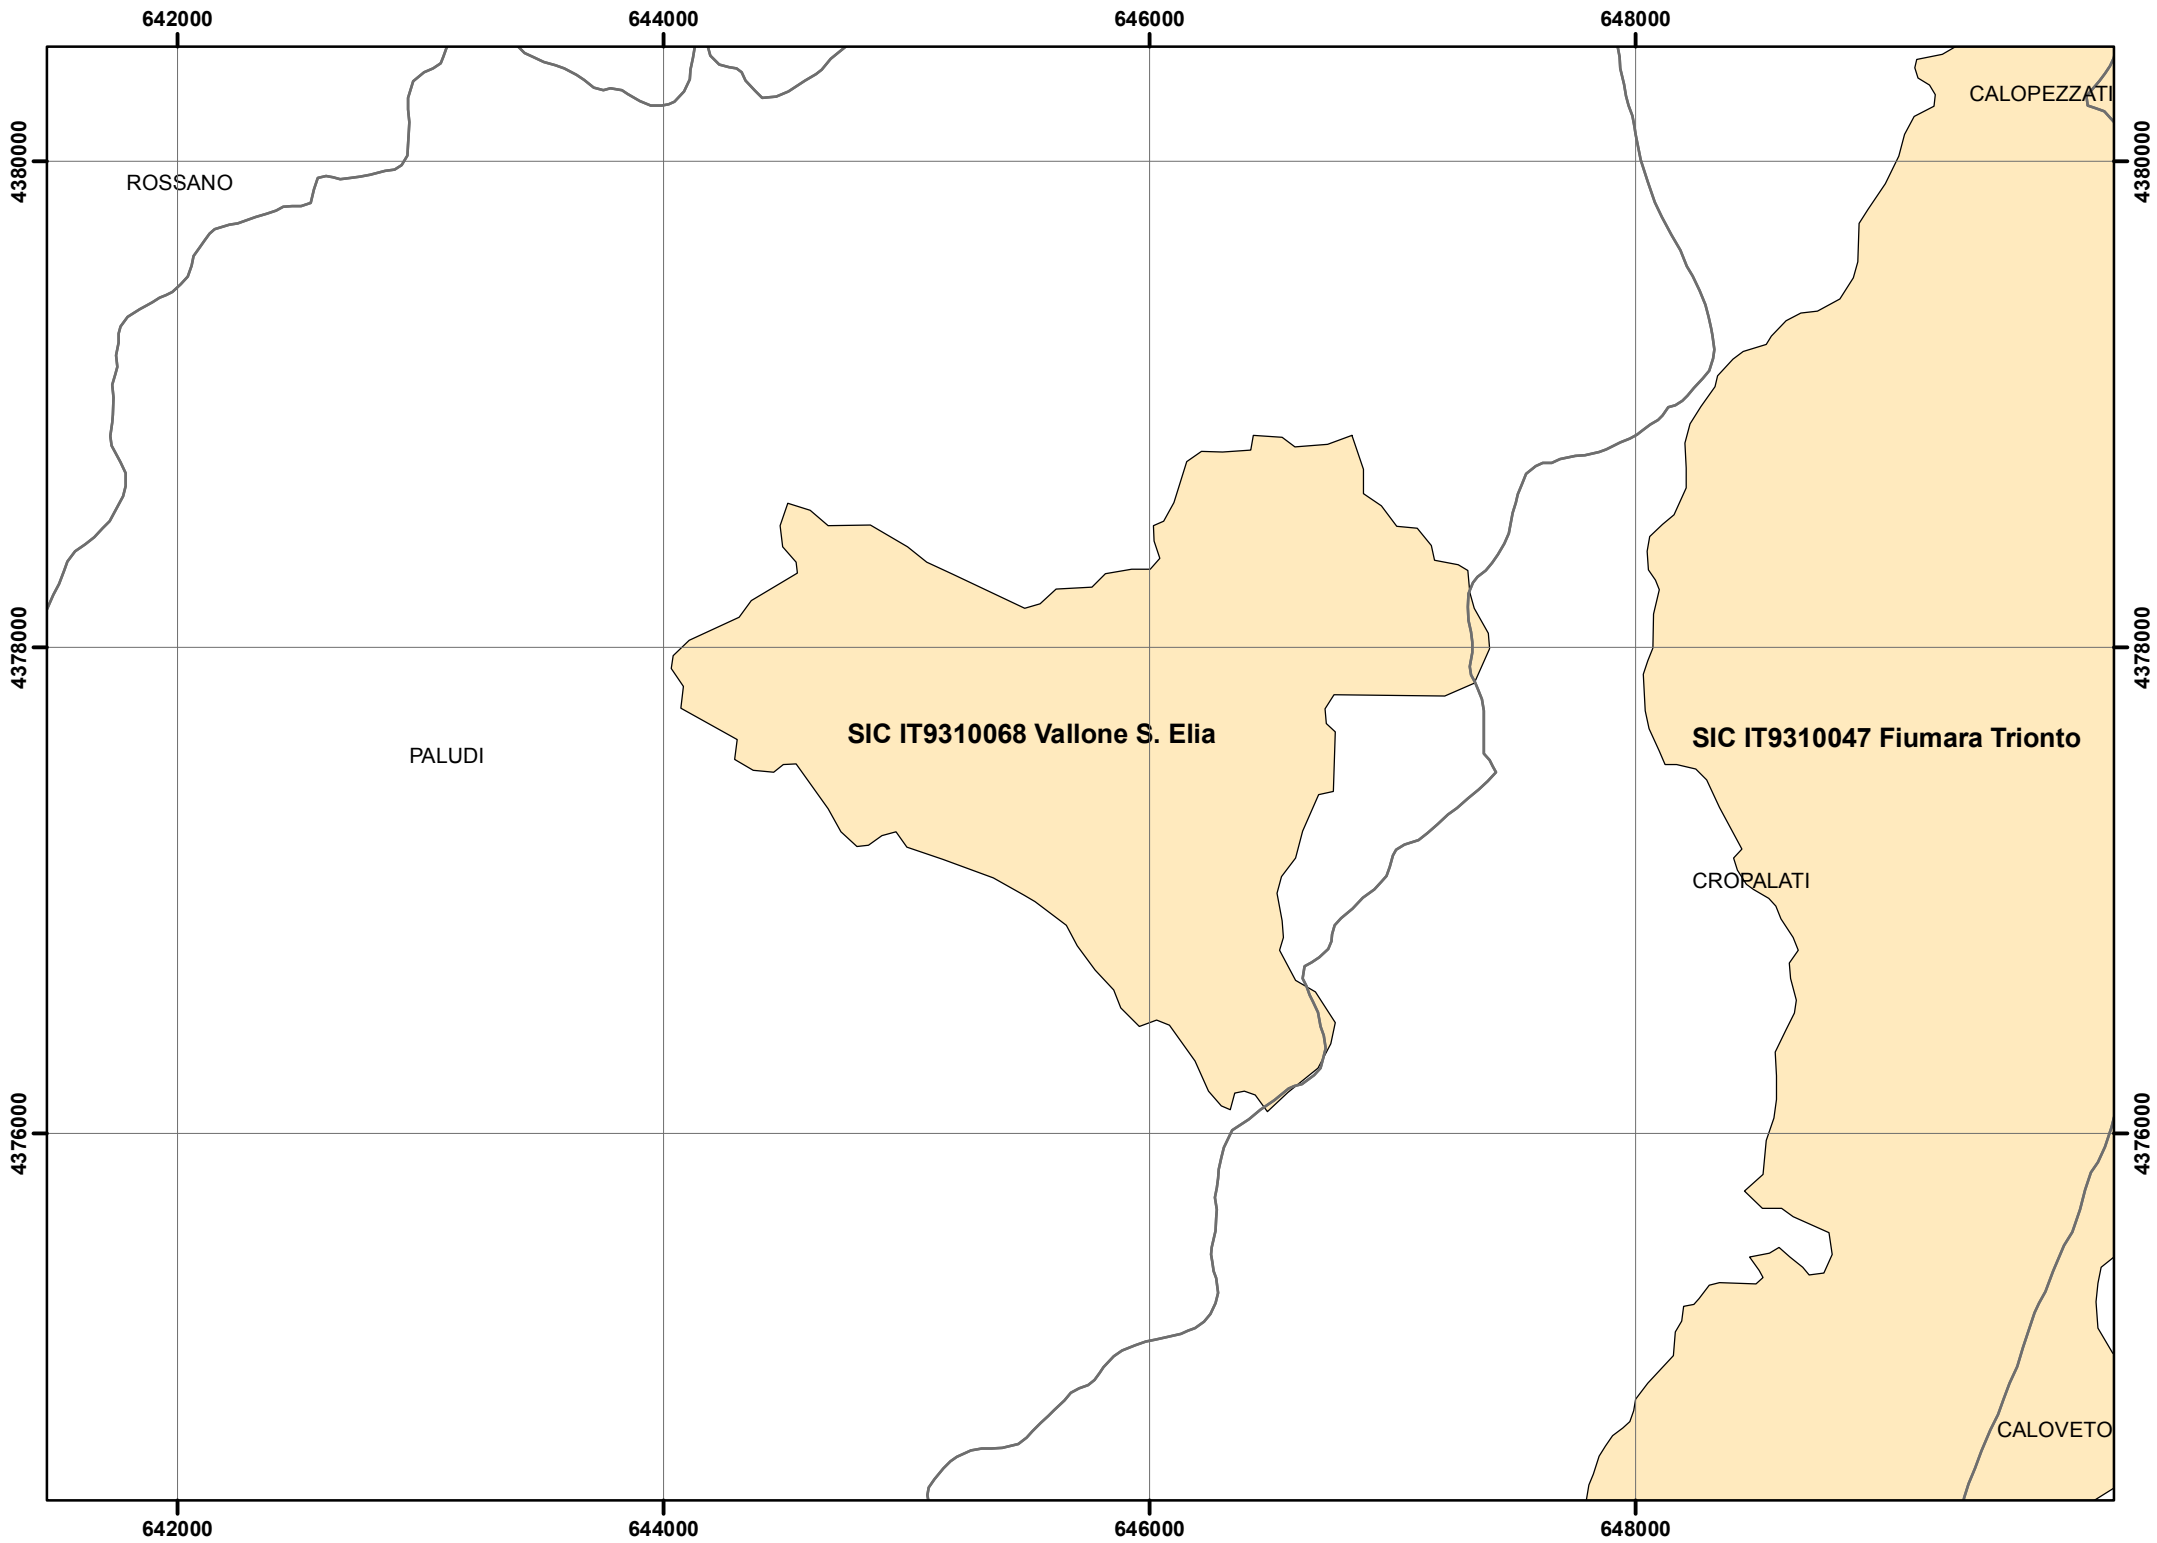 642000 644000 646000 648000
CALOPEZZATI
4380000 4380000
ROSSANO
4378000 4378000
SIC IT9310068 Vallone S. Elia
SIC IT9310047 Fiumara Trionto
PALUDI
CROPALATI
4376000 4376000
CALOVETO
642000 644000 646000 648000